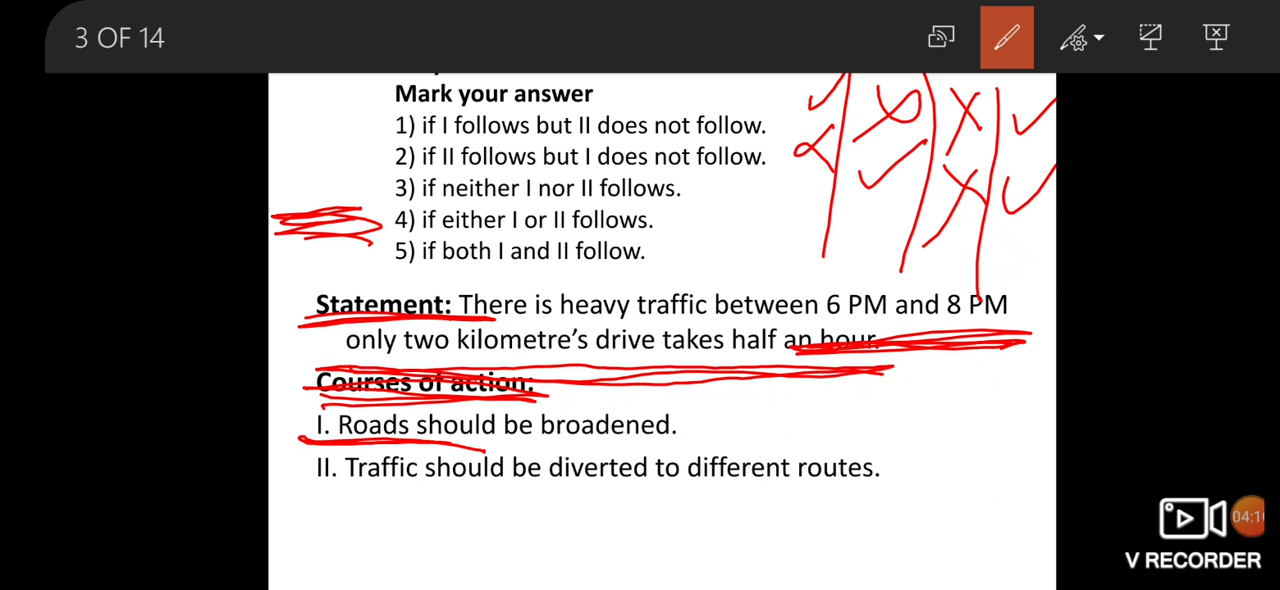 3 OF 14
Mark your answer
1) if I follows but II does not follow.
2) if II follows but I does not follow.
3) if neither I nor II follows.
4) if either I or II follows.
5) if both I and II follow.
Statement: There is heavy traffic between 6 PM and 8 PM
only two kilometre’s drive takes half an hour.
Courses of action:
I. Roads should be broadened.
II. Traffic should be diverted to different routes.
V RECORDER